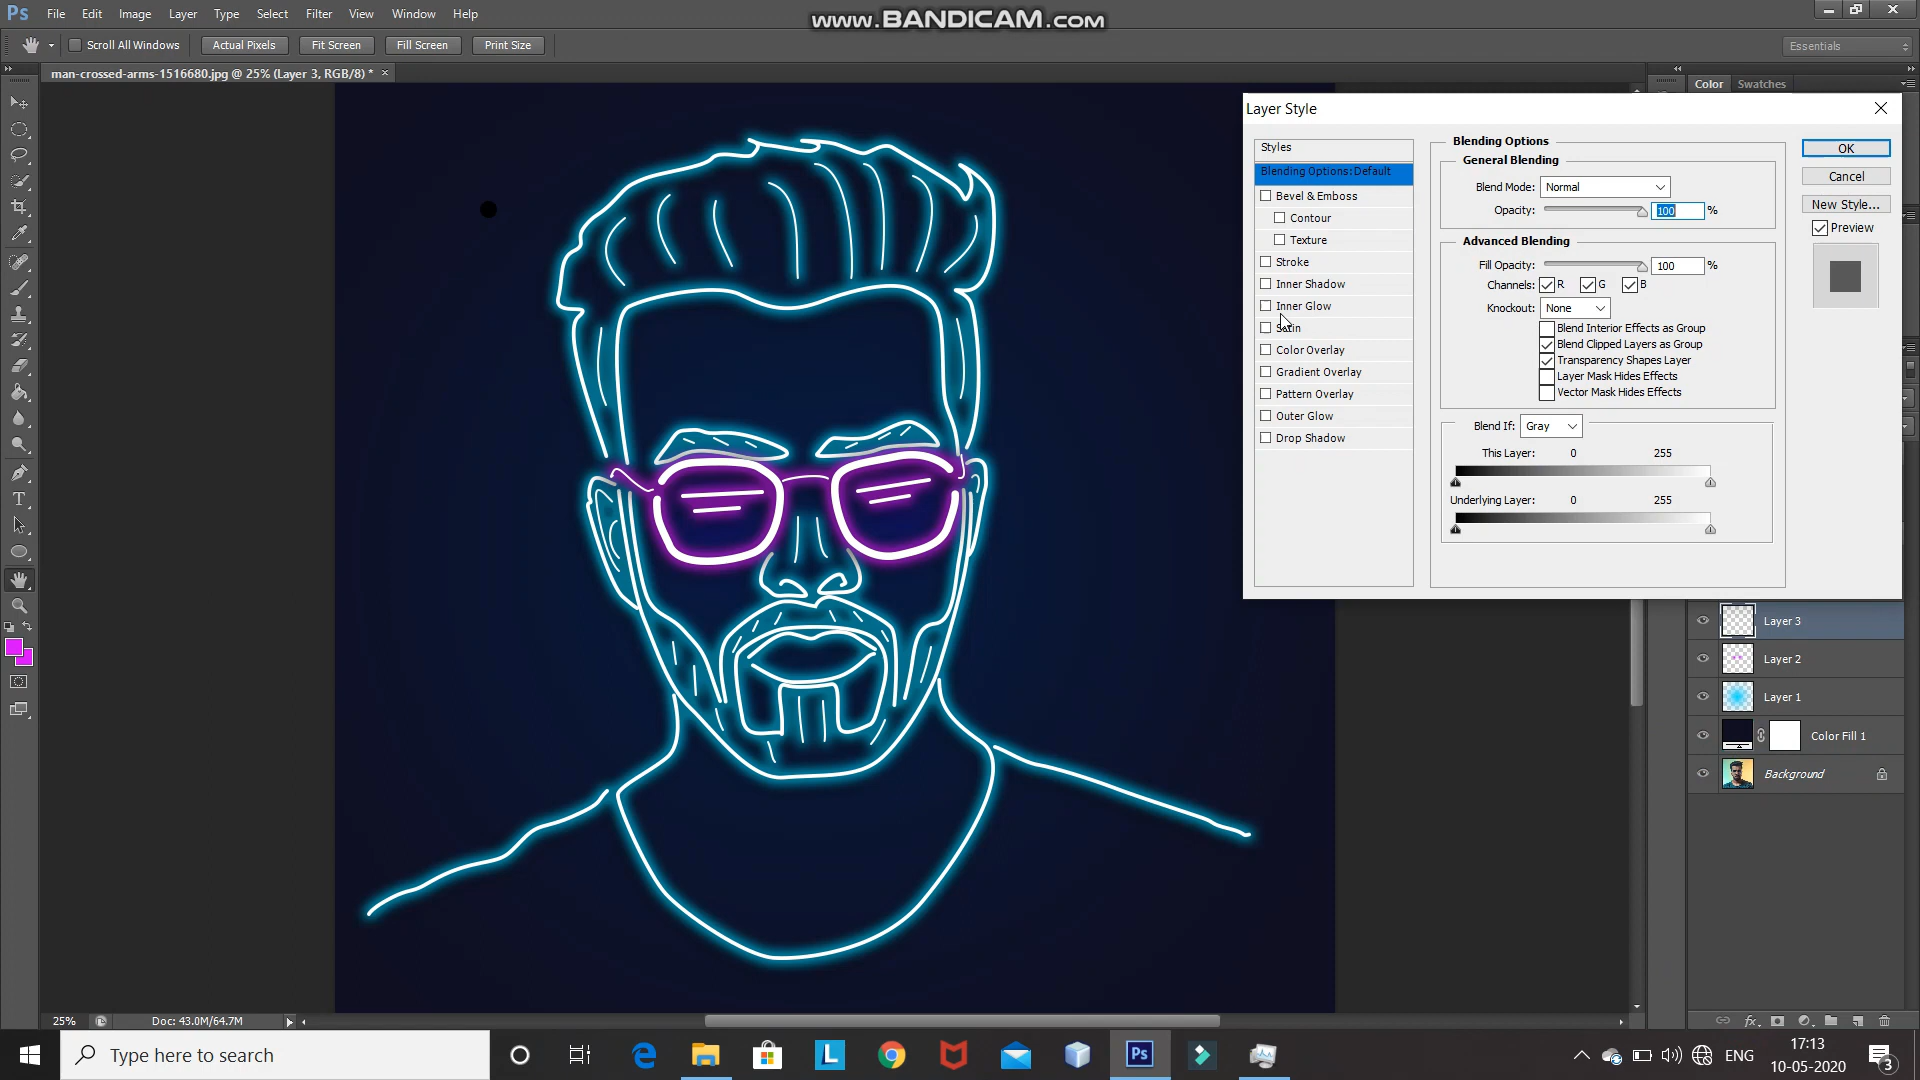 Ps File Edit Image Layer Type Select Filter View Window Help
www.BANDICAM.com
Scroll All Windows Actual Pixels Fit Screen Fill Screen Print Size
Essentials
man-crossed-arms-1516680.jpg @ 25% (Layer 3, RGB/8) *
Color Swatches
Layer Style
Styles
Blending Options:Default
Bevel & Emboss
Contour
Texture
Stroke
Inner Shadow
Inner Glow
Satin
Color Overlay
Gradient Overlay
Pattern Overlay
Outer Glow
Drop Shadow
Blending Options
General Blending
Blend Mode: Normal
Opacity: 100 %
Advanced Blending
Fill Opacity: 100 %
Channels: R G B
Knockout: None
Blend Interior Effects as Group
Blend Clipped Layers as Group
Transparency Shapes Layer
Layer Mask Hides Effects
Vector Mask Hides Effects
Blend If: Gray
This Layer: 0 255
Underlying Layer: 0 255
OK
Cancel
New Style...
Preview
Layer 3
Layer 2
Layer 1
Color Fill 1
Background
25% Doc: 43.0M/64.7M
Type here to search
L
Ps
ENG
17:13
10-05-2020
3